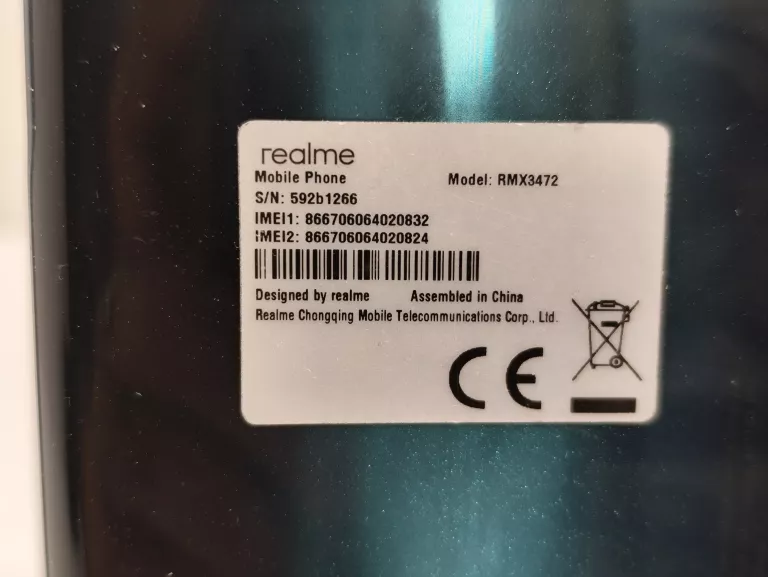 realme
Mobile Phone Model: RMX3472
S/N: 592b1266
IMEI1: 866706064020832
IMEI2: 866706064020824
Designed by realme Assembled in China
Realme Chongqing Mobile Telecommunications Corp., Ltd.
CE